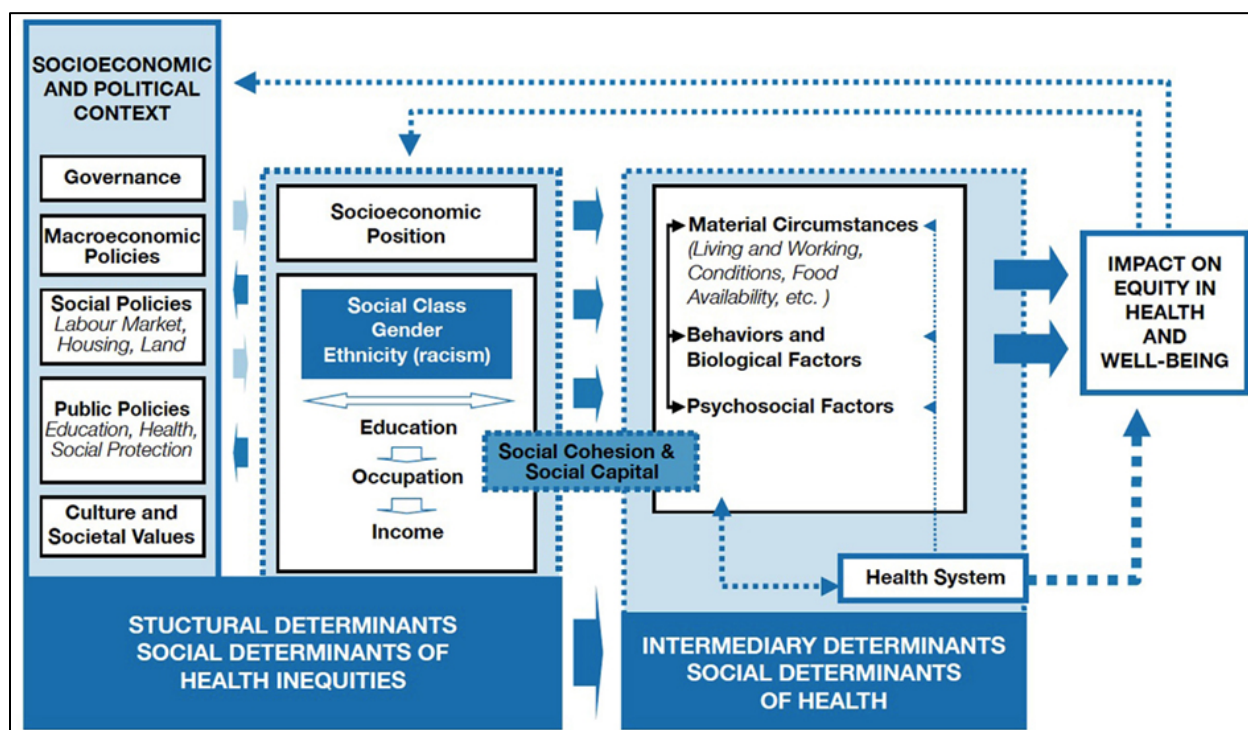 SOCIOECONOMIC
AND POLITICAL
CONTEXT
Governance
Macroeconomic
Policies
Social Policies
Labour Market,
Housing, Land
Public Policies
Education, Health,
Social Protection
Culture and
Societal Values
Socioeconomic
Position
Social Class
Gender
Ethnicity (racism)
Education
Occupation
Income
Social Cohesion &
Social Capital
Material Circumstances
(Living and Working,
Conditions, Food
Availability, etc. )
Behaviors and
Biological Factors
Psychosocial Factors
Health System
IMPACT ON
EQUITY IN
HEALTH
AND
WELL-BEING
STUCTURAL DETERMINANTS
SOCIAL DETERMINANTS OF
HEALTH INEQUITIES
INTERMEDIARY DETERMINANTS
SOCIAL DETERMINANTS
OF HEALTH